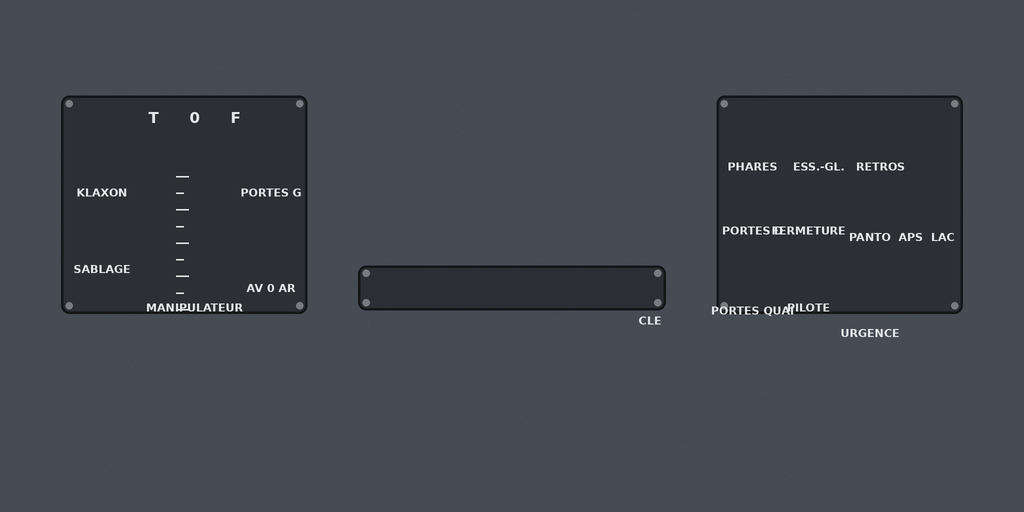 T 0 F
KLAXON
PORTES G
SABLAGE
AV 0 AR
MANIPULATEUR
CLE
PHARES
ESS.-GL.
RETROS
PORTES D
FERMETURE
PANTO APS LAC
PORTES QUAI
PILOTE
URGENCE